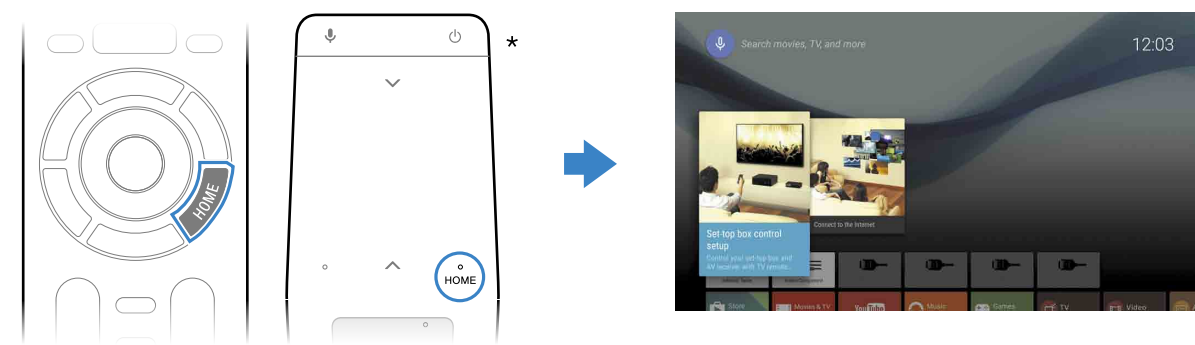 HOME
*
HOME
Search movies, TV, and more
12:03
Set-top box control
setup
Control your set-top box and
AV receiver with TV remote...
Connect to the Internet
Store
Movies & TV
YouTube
Music
Games
TV
Video